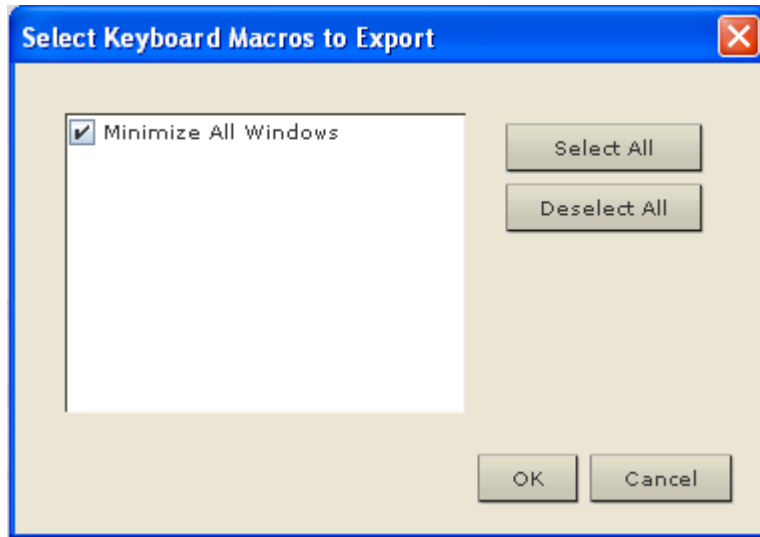 Select Keyboard Macros to Export
Minimize All Windows
Select All
Deselect All
OK
Cancel